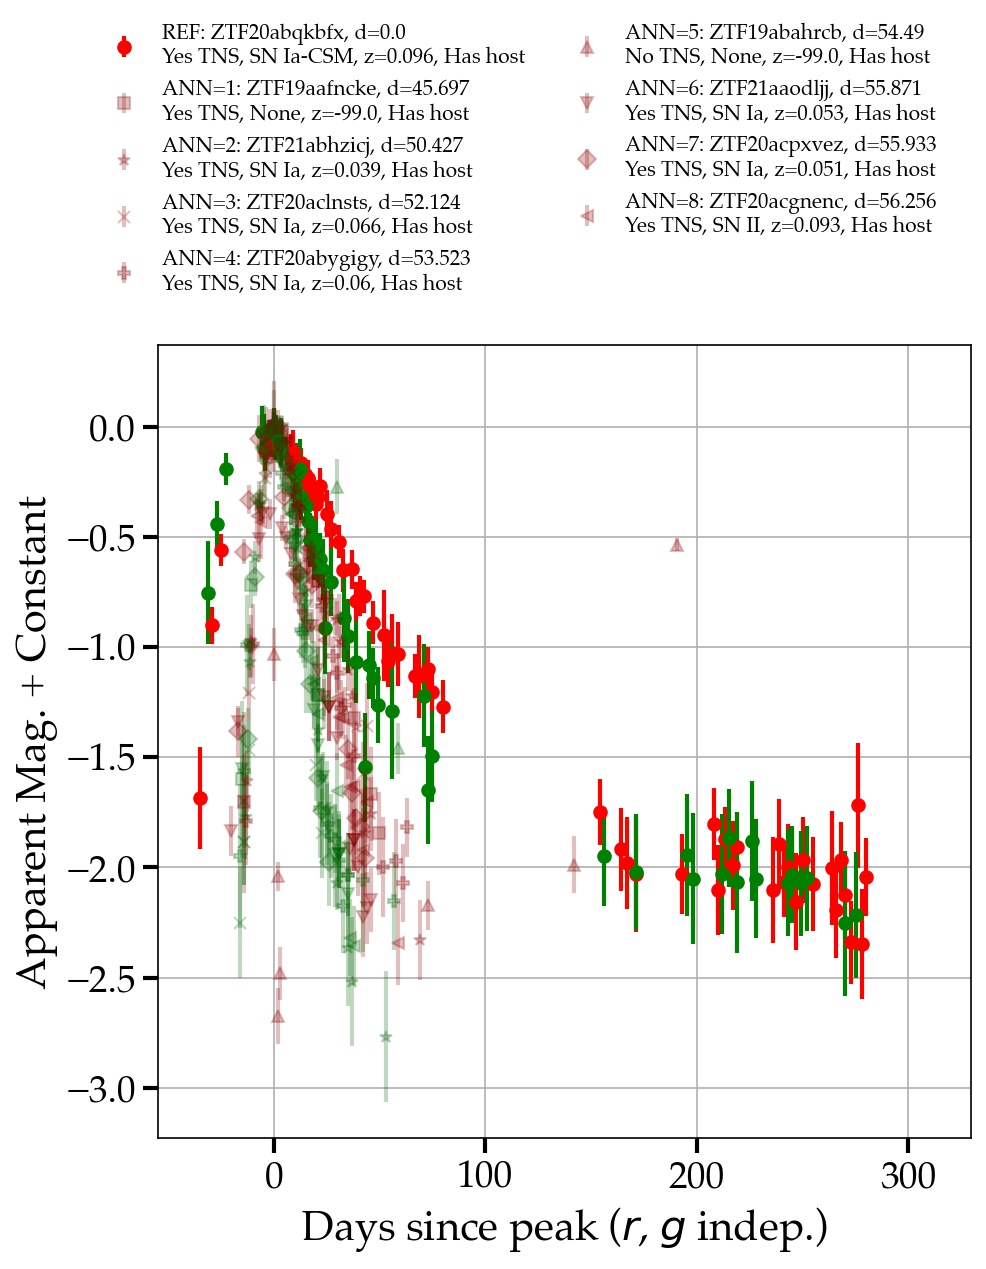 REF: ZTF20abqkbfx, d=0.0
Yes TNS, SN Ia-CSM, z=0.096, Has host
ANN=1: ZTF19aafncke, d=45.697
Yes TNS, None, z=-99.0, Has host
ANN=2: ZTF21abhzicj, d=50.427
Yes TNS, SN Ia, z=0.039, Has host
ANN=3: ZTF20aclnsts, d=52.124
Yes TNS, SN Ia, z=0.066, Has host
ANN=4: ZTF20abygigy, d=53.523
Yes TNS, SN Ia, z=0.06, Has host
ANN=5: ZTF19abahrcb, d=54.49
No TNS, None, z=-99.0, Has host
ANN=6: ZTF21aaodljj, d=55.871
Yes TNS, SN Ia, z=0.053, Has host
ANN=7: ZTF20acpxvez, d=55.933
Yes TNS, SN Ia, z=0.051, Has host
ANN=8: ZTF20acgnenc, d=56.256
Yes TNS, SN II, z=0.093, Has host
Apparent Mag. + Constant
0.0
−0.5
−1.0
−1.5
−2.0
−2.5
−3.0
0 100 200 300
Days since peak (r, g indep.)